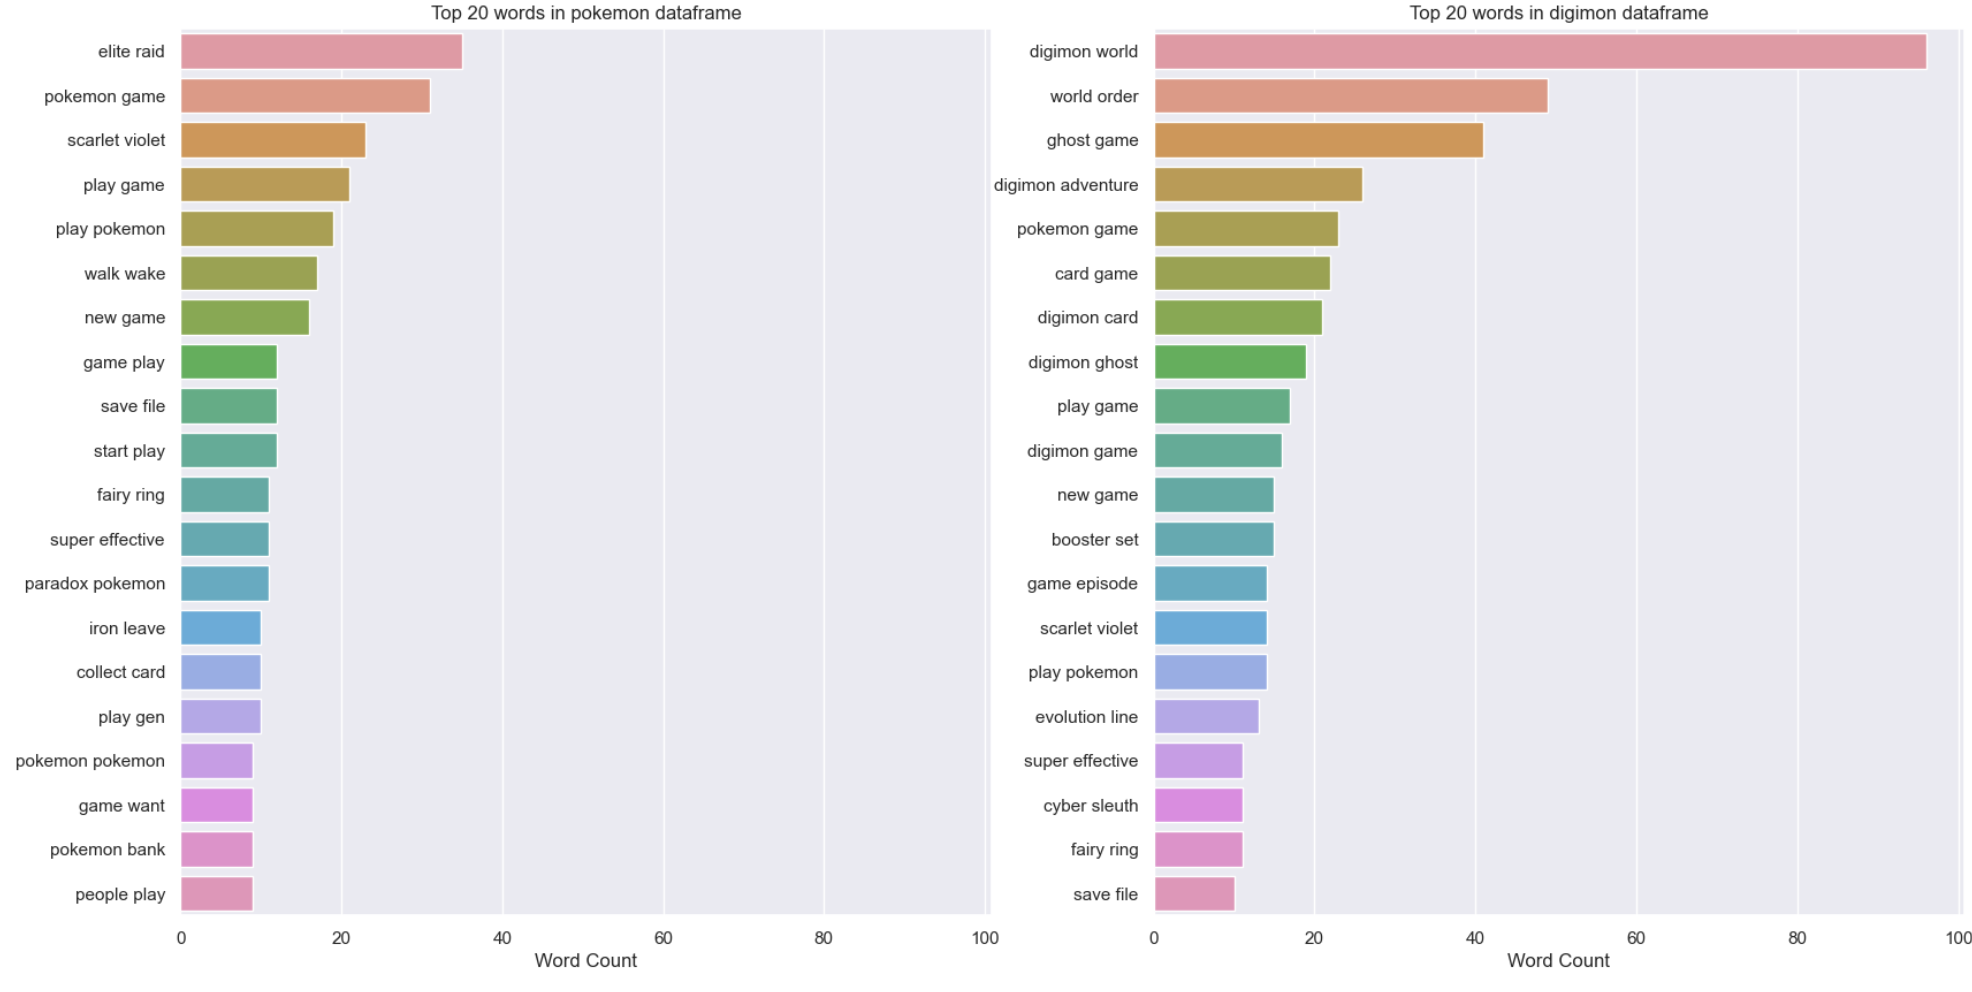 Top 20 words in pokemon dataframe
elite raid
pokemon game
scarlet violet
play game
play pokemon
walk wake
new game
game play
save file
start play
fairy ring
super effective
paradox pokemon
iron leave
collect card
play gen
pokemon pokemon
game want
pokemon bank
people play
0 20 40 60 80 100
Word Count
Top 20 words in digimon dataframe
digimon world
world order
ghost game
digimon adventure
pokemon game
card game
digimon card
digimon ghost
play game
digimon game
new game
booster set
game episode
scarlet violet
play pokemon
evolution line
super effective
cyber sleuth
fairy ring
save file
0 20 40 60 80 100
Word Count